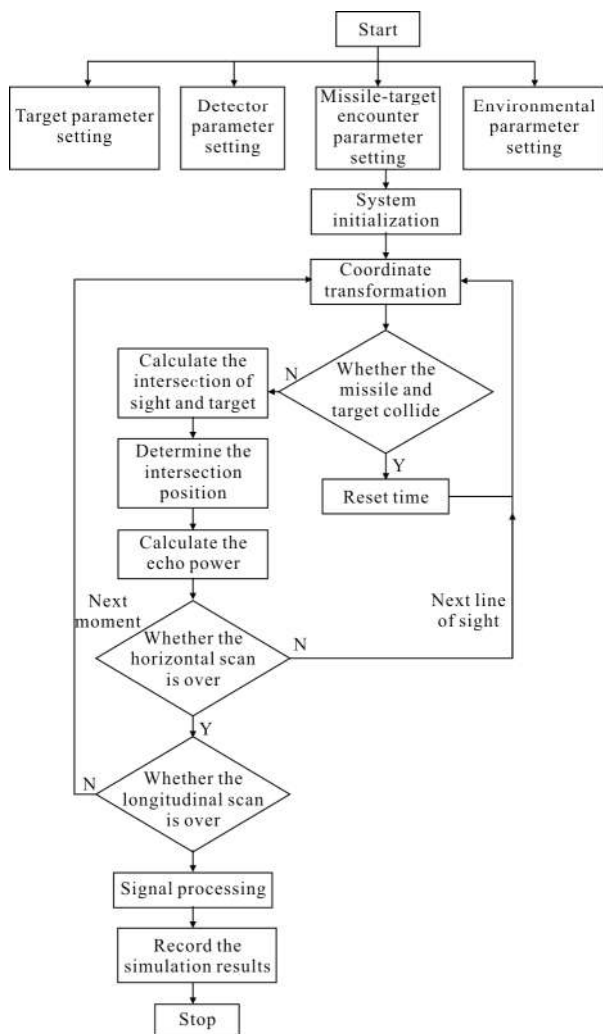 Start
Target parameter
setting
Detector
parameter
setting
Missile-target
encounter
pararmeter
setting
Environmental
pararmeter
setting
System
initialization
Coordinate
transformation
Whether the
missile and
target collide
N
Y
Calculate the
intersection of
sight and target
Determine the
intersection
position
Reset time
Calculate the
echo power
Next
moment
Next line
of sight
Whether the
horizontal scan
is over
N
Y
Whether the
longitudinal scan
is over
N
Signal processing
Record the
simulation results
Stop